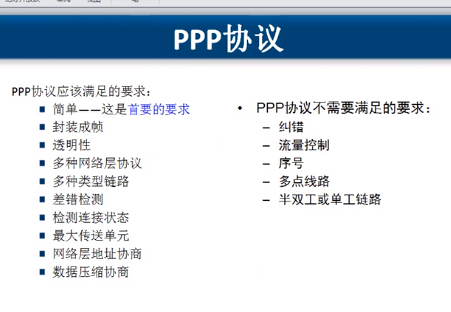 PPP协议
PPP协议应该满足的要求：
简单——这是首要的要求
封装成帧
透明性
多种网络层协议
多种类型链路
差错检测
检测连接状态
最大传送单元
网络层地址协商
数据压缩协商
PPP协议不需要满足的要求：
纠错
流量控制
序号
多点线路
半双工或单工链路